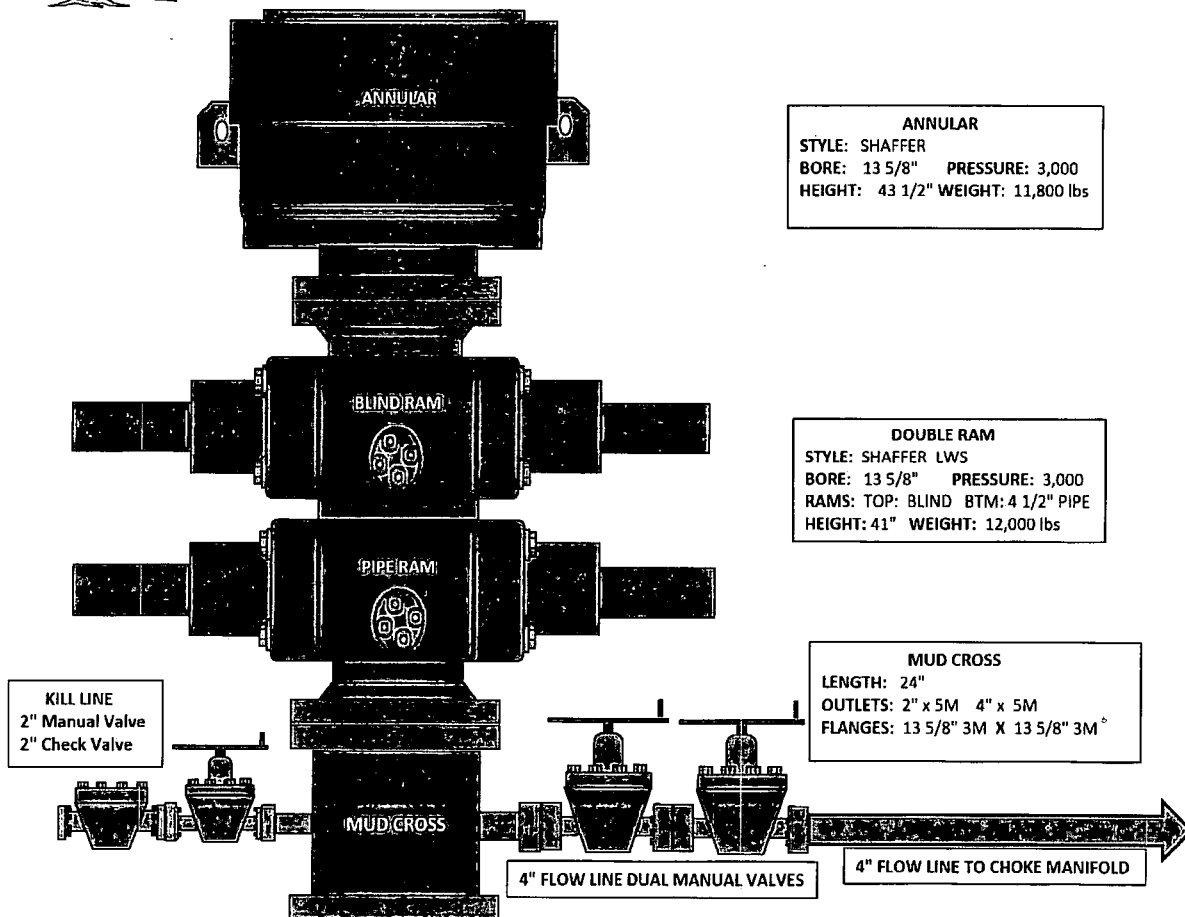 ANNULAR
ANNULAR
STYLE: SHAFFER
BORE: 13 5/8" PRESSURE: 3,000
HEIGHT: 43 1/2" WEIGHT: 11,800 lbs
BLIND RAM
DOUBLE RAM
STYLE: SHAFFER LWS
BORE: 13 5/8" PRESSURE: 3,000
RAMS: TOP: BLIND BTM: 4 1/2" PIPE
HEIGHT: 41" WEIGHT: 12,000 lbs
PIPE RAM
MUD CROSS
LENGTH: 24"
OUTLETS: 2" x 5M 4" x 5M
FLANGES: 13 5/8" 3M X 13 5/8" 3M
KILL LINE
2" Manual Valve
2" Check Valve
MUD CROSS
4" FLOW LINE DUAL MANUAL VALVES
4" FLOW LINE TO CHOKE MANIFOLD